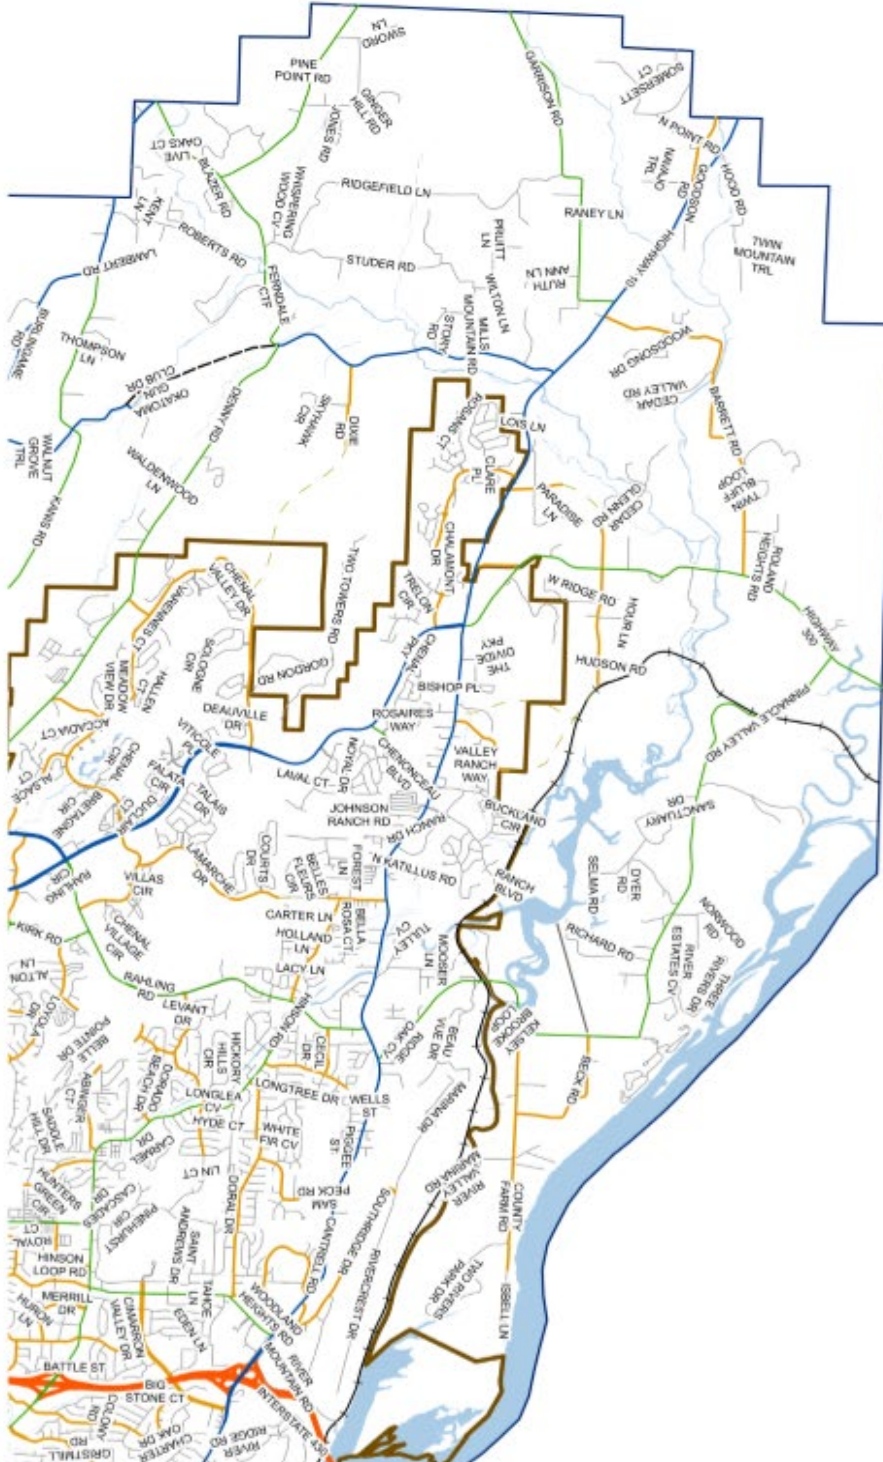 SWORD
LN
PINE
POINT RD
GINGER
HILL RD
JONES RD
GARRISON RD
SOMERSETT
CT
N POINT RD
NAVAJO
TRL
GOODSON
RD
HOOD RD
LIVE
OAKS CT
BLAZER RD
WHISPERING
WOOD CV
RIDGEFIELD LN
RANEY LN
KENT
LN
ROBERTS RD
PRUITT
LN
HIGHWAY 10
TWIN
MOUNTAIN
TRL
LAMBERT RD
STUDER RD
RUTH
ANN LN
FERNDALE
CTF
WILTON LN
BURLINGAME
RD
THOMPSON
LN
STORY
RD
MILLS
MOUNTAIN RD
WOODSONG DR
OKATOMA
GUN
CLUB DR
CEDAR
VALLEY RD
BARRETT RD
DENNY RD
SKYHAWK
CIR
DIXIE
RD
ROSANS CT
LOIS LN
WALNUT
GROVE
TRL
WALDENWOOD
LN
CLARE
PL
TWIN
BLUFF
LOOP
KANIS RD
PARADISE
LN
CEDAR
GLENN RD
CHALAMONT
DR
TWO TOWERS RD
ROLAND
HEIGHTS RD
CHENAL
VALLEY DR
VARENNES CT
TRELON
CIR
W RIDGE RD
HOUR LN
HIGHWAY
300
SOLOGNE
CIR
CHENAL
PKY
THE
DIVIDE
PKY
HUDSON RD
MEADOW
VIEW DR
HALLEN
CT
GORDON RD
BISHOP PL
PINNACLE VALLEY RD
ACCADIA CT
DEAUVILLE
DR
ROSAIRES
WAY
VITICOLE
PL
NOYAL DR
CHENONCEAU
BLVD
VALLEY
RANCH
WAY
ALSACE
CT
CHENAL
CIR
FALATA
CIR
LAVAL CT
TALAIS
DR
BRETAGNE
CIR
DUCLAIR
CT
JOHNSON
RANCH RD
RANCH DR
BUCKLAND
CIR
SANCTUARY
DR
COURTS
DR
LAMARCHE
DR
BELLES
FLEURS
CIR
FOREST
LN
N KATILLUS RD
RANCH
BLVD
DYER
RD
SELMA RD
RAHLING
CIR
VILLAS
CIR
CARTER LN
BELLA
ROSA CT
NORWOOD
RD
KIRK RD
CHENAL
VILLAGE
CIR
HOLLAND
LN
TULLEY
CV
RICHARD RD
MOOSER
LN
RIVER
ESTATES CV
THREE
RIVERS DR
ALTON
LN
LACY LN
RAHLING
RD
LEVANT
DR
LOYOLA
DR
HINSON RD
BELLE
POINTE DR
HICKORY
HILLS
CIR
CECIL
DR
RIDGE
OAK CV
BEAU
VUE DR
KELSEY
BROOKE
LOOP
DORADO
BEACH DR
BECK RD
ABINGER
CT
LONGLEA
CV
LONGTREE DR
WELLS
ST
MARINA DR
SADDLE
HILL DR
HYDE CT
WHITE
FIR CV
CARMEL
DR
PIGGEE
ST
LIN CT
RIVER
VALLEY
MARINA RD
HUNTERS
GREEN
CIR
CASCADES
DR
PINEHURST
CIR
DORAL DR
SAM
PECK RD
COUNTY
FARM RD
ROYAL
CT
SAINT
ANDREWS DR
SOUTHRIDGE DR
CANTRELL RD
HINSON
LOOP RD
RIVERCREST DR
TWO RIVERS
PARK DR
MERRILL
DR
TAHOE
LN
WOODLAND
HEIGHTS RD
ISBELL LN
HURON
LN
CIMARRON
VALLEY DR
EDEN LN
BATTLE ST
RIVER
MOUNTAIN RD
BIG
STONE CT
INTERSTATE 430
COLONY
RD
OAK DR
CHARTER
RIVER
RIDGE RD
GRISTMILL
RD